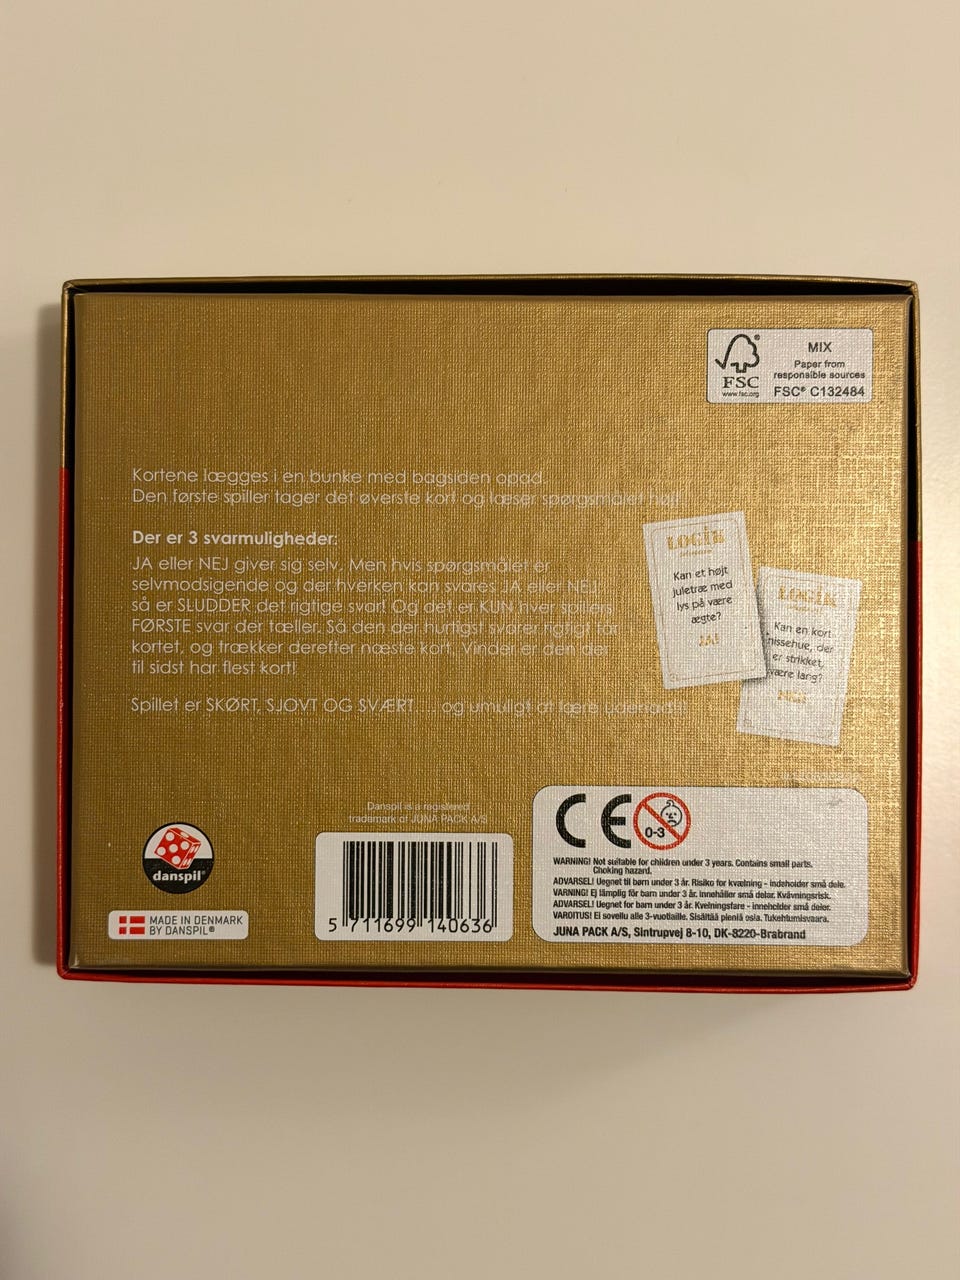 FSC®
www.fsc.org
MIX
Paper from
responsible sources
FSC® C132484
Kortene lægges i en bunke med bagsiden opad.
Den første spiller tager det øverste kort og læser spørgsmålet højt!
Der er 3 svarmuligheder:
JA eller NEJ giver sig selv. Men hvis spørgsmålet er
selvmodsigende og der hverken kan svares JA eller NEJ,
så er SLUDDER det rigtige svar! Og det er KUN hver spillers
FØRSTE svar der tæller. Så den der hurtigst svarer rigtigt får
kortet, og trækker derefter næste kort. Vinder er den der
til sidst har flest kort!
Spillet er SKØRT, SJOVT OG SVÆRT ... og umuligt at lære udenad!
LOGIK
Kan et højt
juletræ med
lys på være
ægte?
JA!
LOGIK
Kan en kort
nissehue, der
er strikket,
være lang?
NEJ!
Danspil is a registered
trademark of JUNA PACK A/S
danspil®
MADE IN DENMARK
BY DANSPIL®
5 711699 140636
CE
0-3
WARNING! Not suitable for children under 3 years. Contains small parts.
Choking hazard.
ADVARSEL! Uegnet til børn under 3 år. Risiko for kvælning - indeholder små dele.
VARNING! Ej lämplig för barn under 3 år. Innehåller små delar. Kvävningsrisk.
ADVARSEL! Uegnet for barn under 3 år. Kvelningsfare - inneholder små deler.
VAROITUS! Ei sovellu alle 3-vuotiaille. Sisältää pieniä osia. Tukehtumisvaara.
JUNA PACK A/S, Sintrupvej 8-10, DK-8220-Brabrand